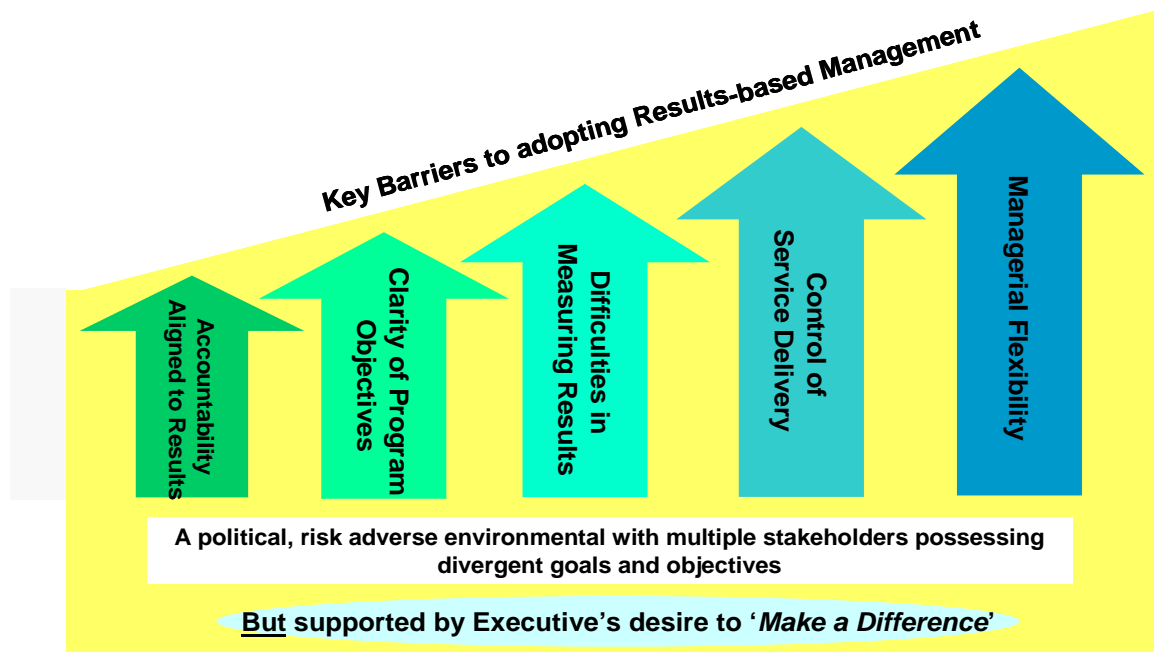 Key Barriers to adopting Results-based Management
Accountability
Aligned to Results
Clarity of Program
Objectives
Difficulties in
Measuring Results
Control of
Service Delivery
Managerial Flexibility
A political, risk adverse environmental with multiple stakeholders possessing
divergent goals and objectives
But supported by Executive’s desire to ‘Make a Difference’